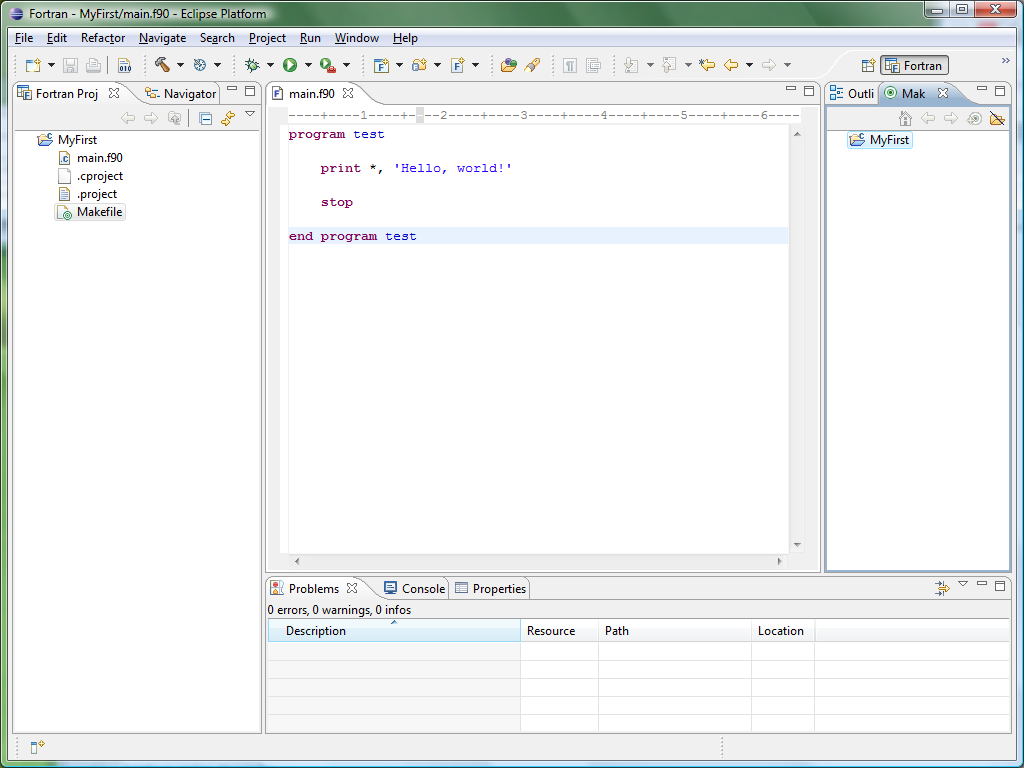 Fortran - MyFirst/main.f90 - Eclipse Platform
File Edit Refactor Navigate Search Project Run Window Help
010
Fortran
»
Fortran Proj
Navigator
MyFirst
main.f90
.cproject
.project
Makefile
main.f90
----+----1----+----2----+----3----+----4----+----5----+----6----
program test
print *, 'Hello, world!'
stop
end program test
Outli
Mak
MyFirst
Problems Console Properties
0 errors, 0 warnings, 0 infos
Description Resource Path Location